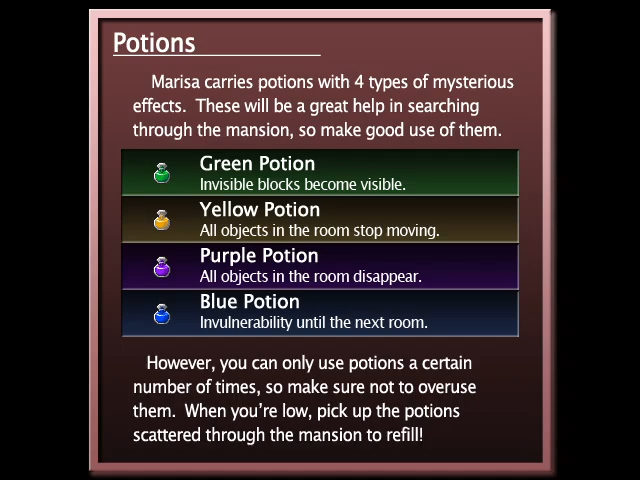 Potions
Marisa carries potions with 4 types of mysterious
effects. These will be a great help in searching
through the mansion, so make good use of them.
Green Potion
Invisible blocks become visible.
Yellow Potion
All objects in the room stop moving.
Purple Potion
All objects in the room disappear.
Blue Potion
Invulnerability until the next room.
However, you can only use potions a certain
number of times, so make sure not to overuse
them. When you're low, pick up the potions
scattered through the mansion to refill!